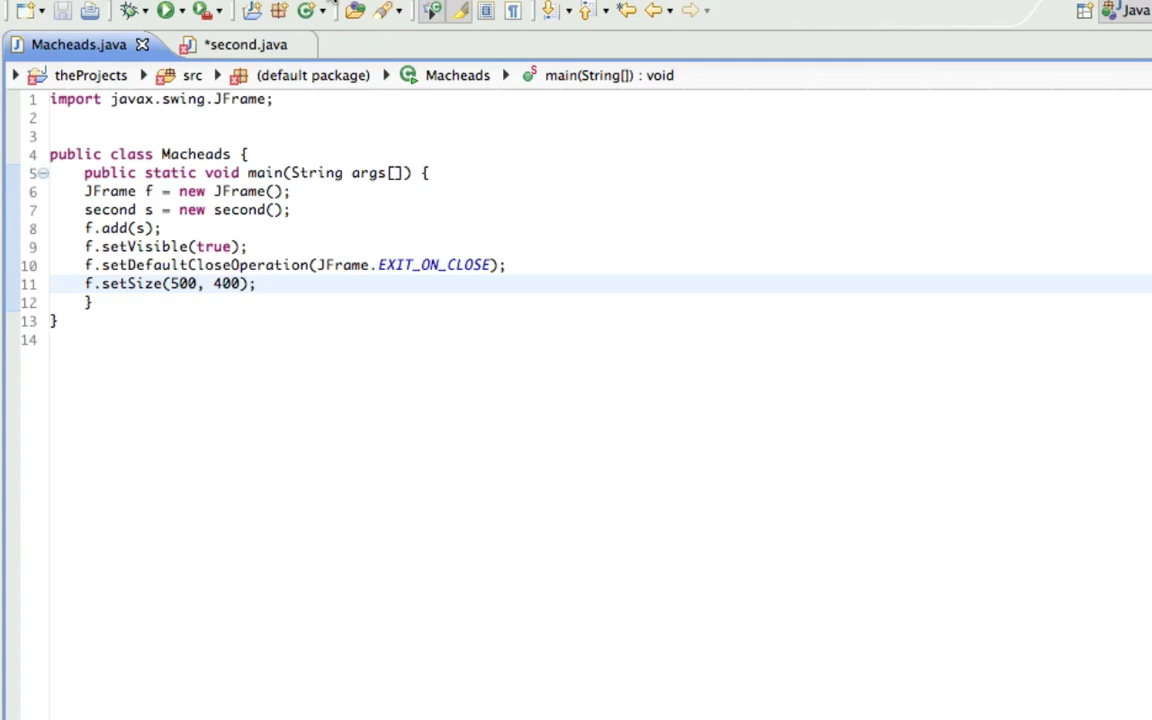 Java
Macheads.java *second.java
theProjects src (default package) Macheads main(String[]) : void
1 import javax.swing.JFrame;
2
3
4 public class Macheads {
5 public static void main(String args[]) {
6 JFrame f = new JFrame();
7 second s = new second();
8 f.add(s);
9 f.setVisible(true);
10 f.setDefaultCloseOperation(JFrame.EXIT_ON_CLOSE);
11 f.setSize(500, 400);
12 }
13 }
14